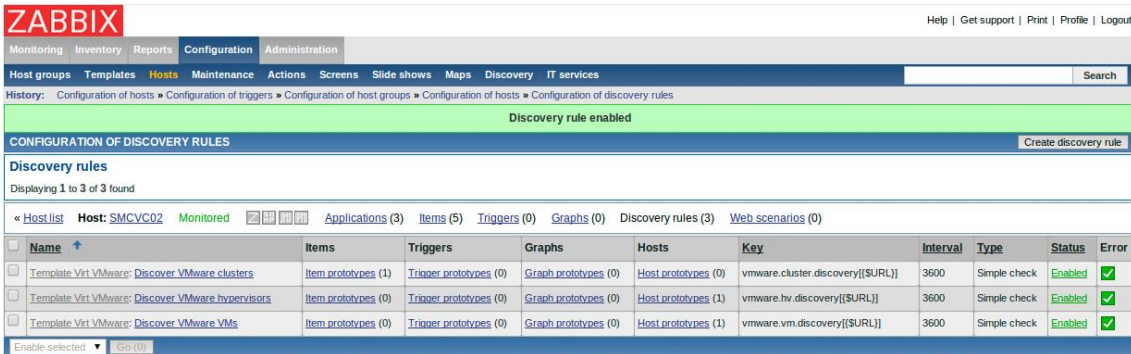 ZABBIX
Help | Get support | Print | Profile | Logout
Monitoring Inventory Reports Configuration Administration
Host groups Templates Hosts Maintenance Actions Screens Slide shows Maps Discovery IT services Search
History: Configuration of hosts » Configuration of triggers » Configuration of host groups » Configuration of hosts » Configuration of discovery rules
Discovery rule enabled
CONFIGURATION OF DISCOVERY RULES Create discovery rule
Discovery rules
Displaying 1 to 3 of 3 found
« Host list Host: SMCVC02 Monitored Applications (3) Items (5) Triggers (0) Graphs (0) Discovery rules (3) Web scenarios (0)
Name Items Triggers Graphs Hosts Key Interval Type Status Error
Template Virt VMware: Discover VMware clusters Item prototypes (1) Trigger prototypes (0) Graph prototypes (0) Host prototypes (0) vmware.cluster.discovery[{$URL}] 3600 Simple check Enabled
Template Virt VMware: Discover VMware hypervisors Item prototypes (0) Trigger prototypes (0) Graph prototypes (0) Host prototypes (1) vmware.hv.discovery[{$URL}] 3600 Simple check Enabled
Template Virt VMware: Discover VMware VMs Item prototypes (0) Trigger prototypes (0) Graph prototypes (0) Host prototypes (1) vmware.vm.discovery[{$URL}] 3600 Simple check Enabled
Enable selected Go (0)